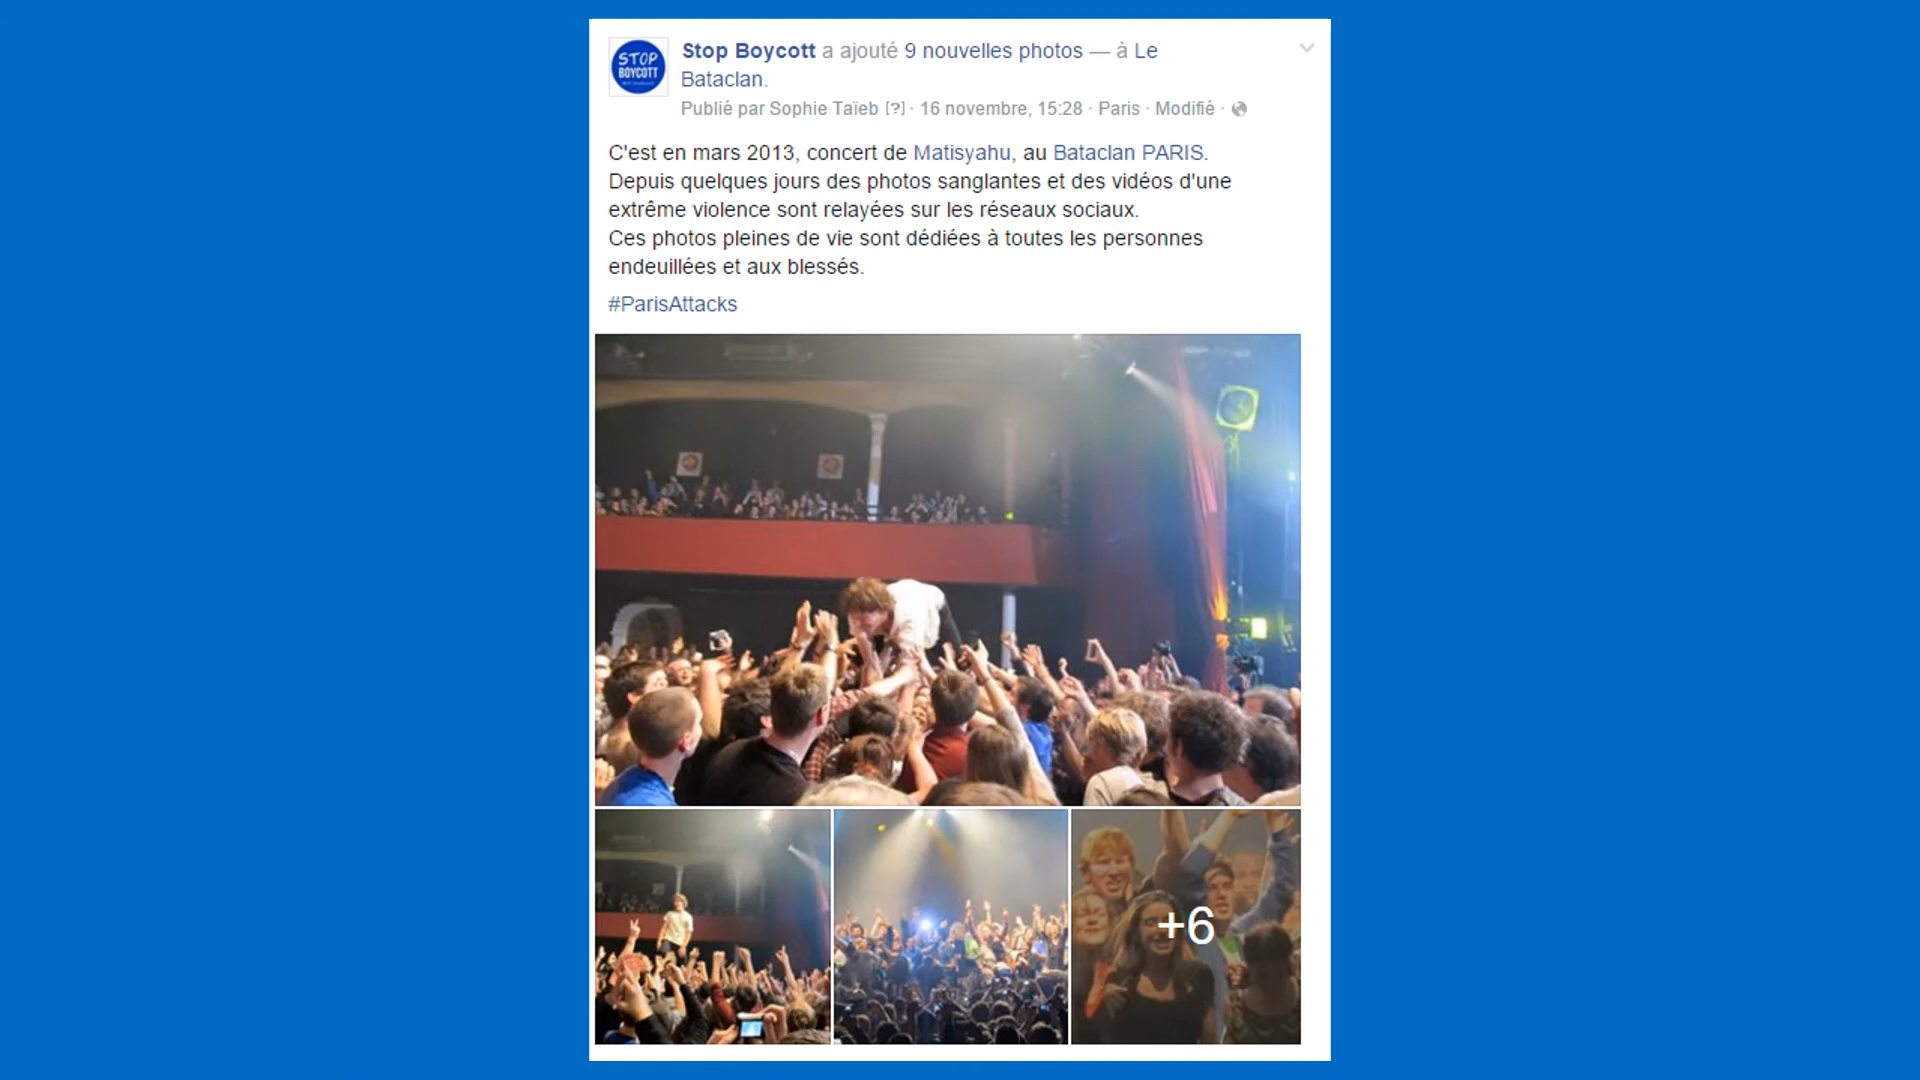 STOP
BOYCOTT
Stop Boycott a ajouté 9 nouvelles photos — à Le
Bataclan.
Publié par Sophie Taïeb [?] · 16 novembre, 15:28 · Paris · Modifié ·
C'est en mars 2013, concert de Matisyahu, au Bataclan PARIS.
Depuis quelques jours des photos sanglantes et des vidéos d'une
extrême violence sont relayées sur les réseaux sociaux.
Ces photos pleines de vie sont dédiées à toutes les personnes
endeuillées et aux blessés.
#ParisAttacks
+6